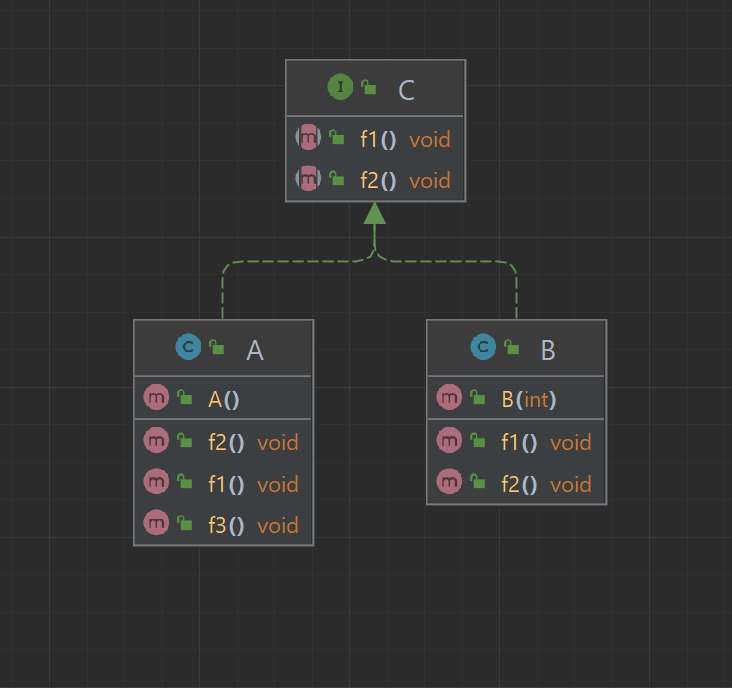 I C
m f1() void
m f2() void
C A
m A()
m f2() void
m f1() void
m f3() void
C B
m B(int)
m f1() void
m f2() void